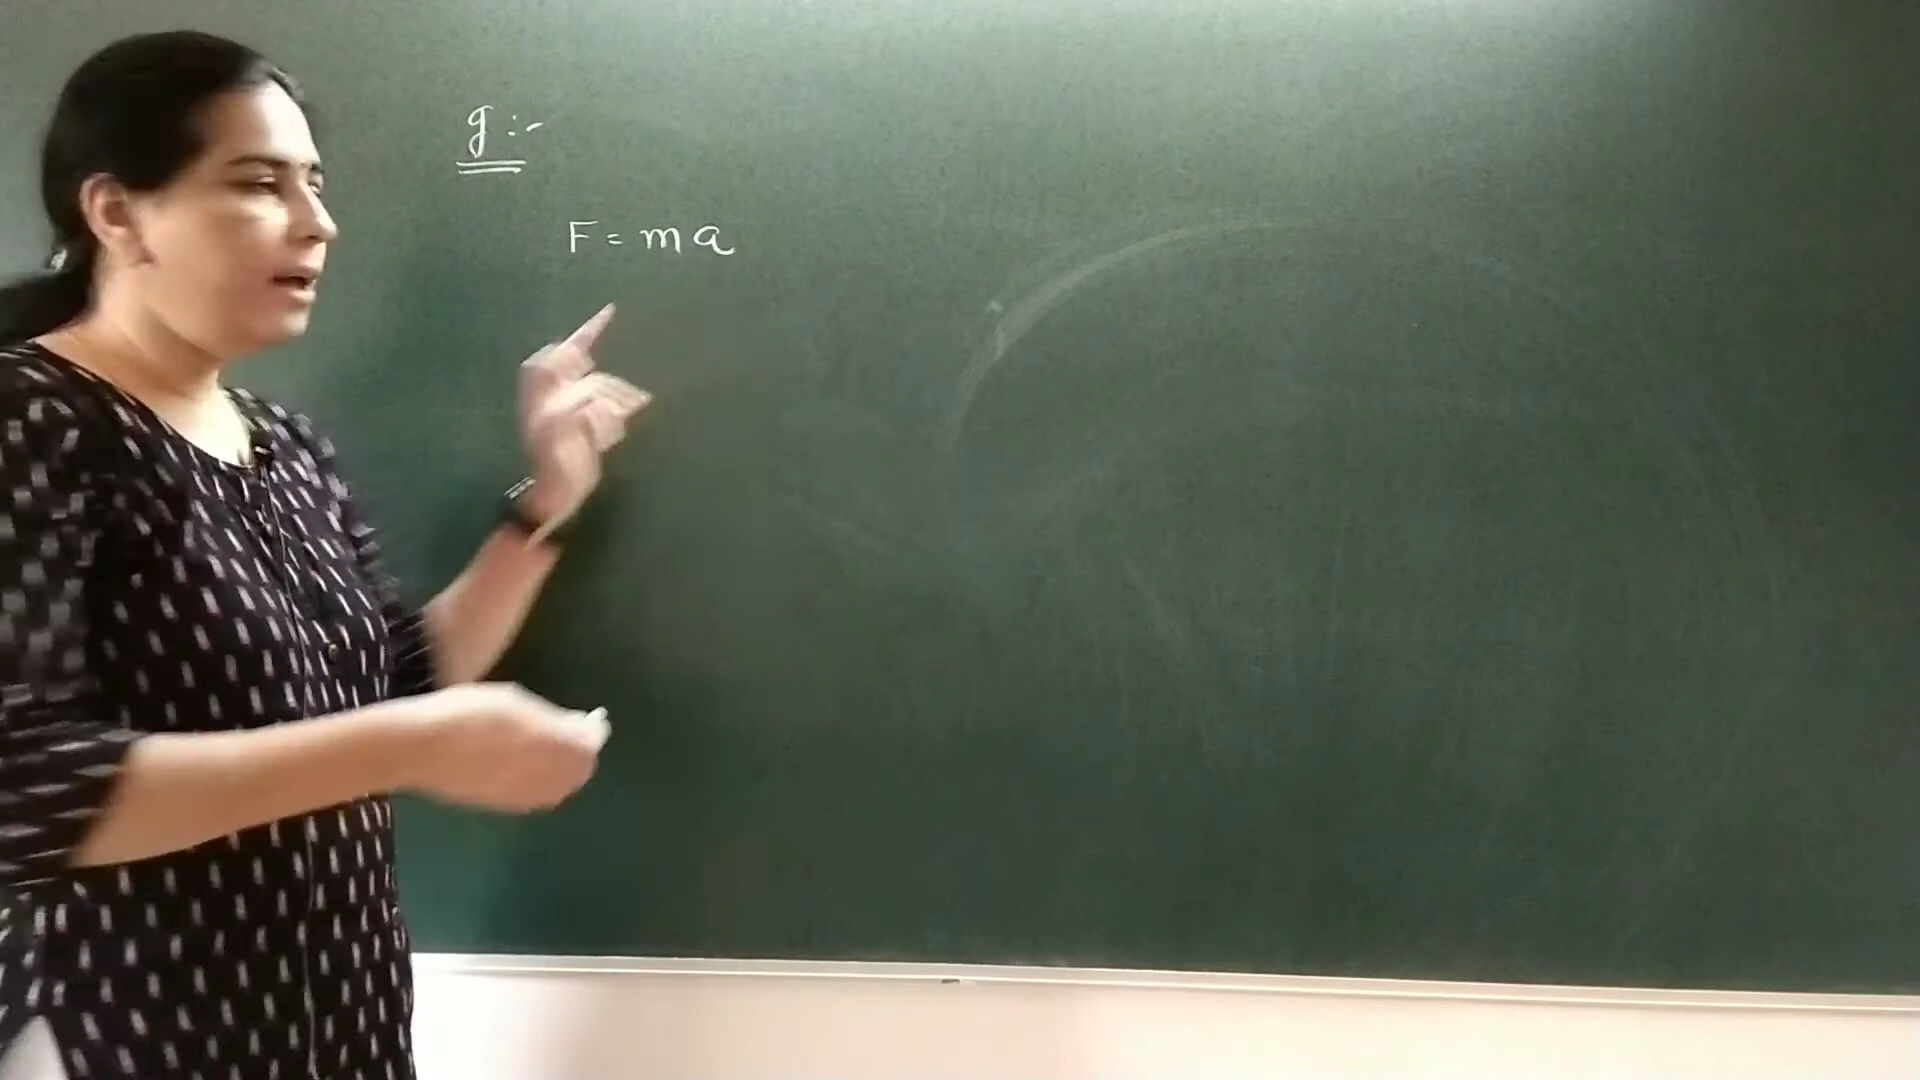 g :-
F = ma